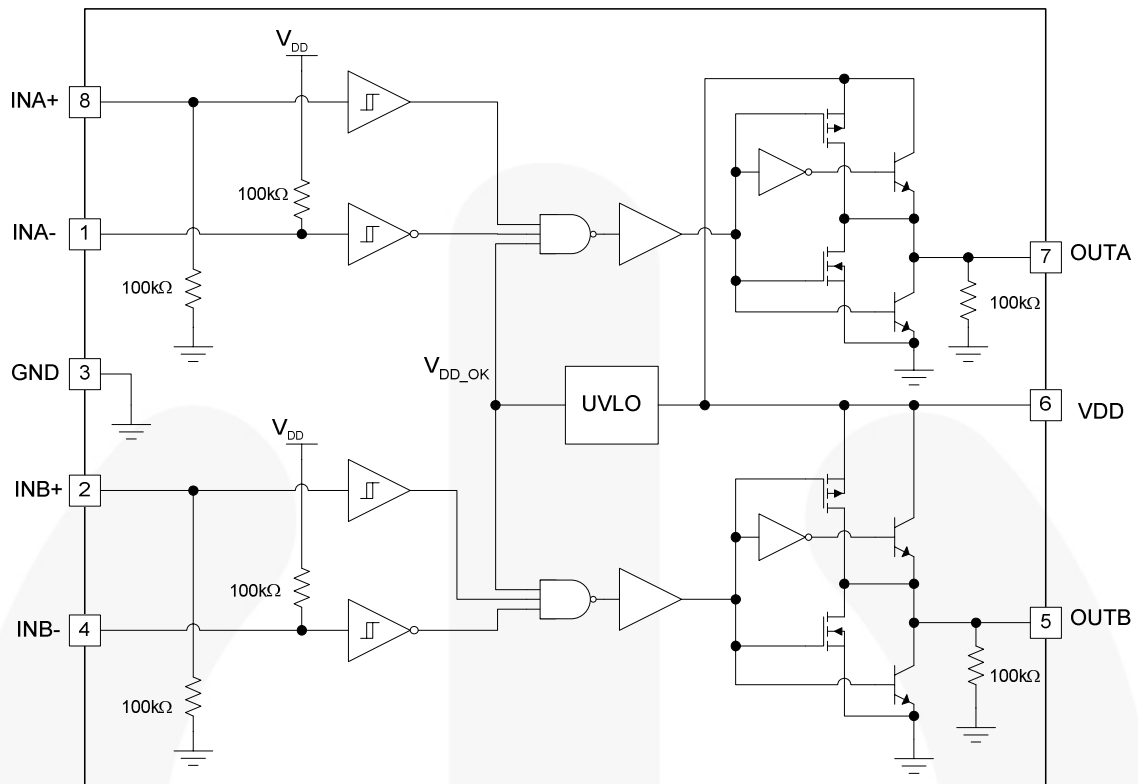 V_DD
INA+ 8
100kΩ
INA- 1
100kΩ
7 OUTA
100kΩ
GND 3
V_DD_OK
UVLO
6 VDD
V_DD
INB+ 2
100kΩ
INB- 4
5 OUTB
100kΩ
100kΩ